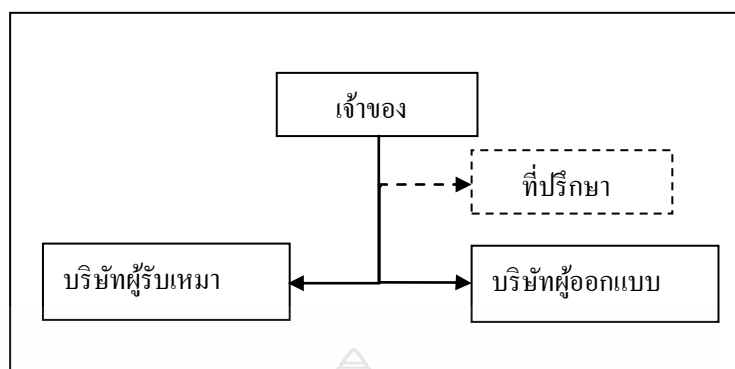 เจ้าของ
ที่ปรึกษา
บริษัทผู้รับเหมา
บริษัทผู้ออกแบบ